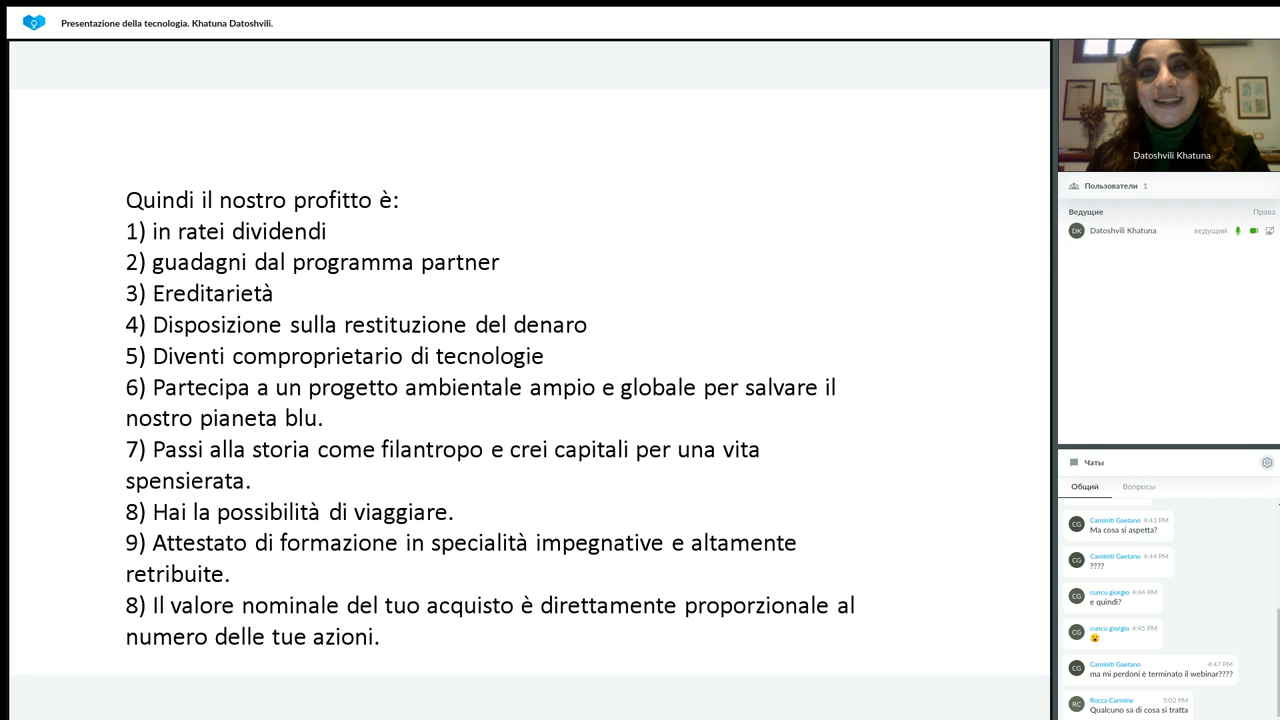 Presentazione della tecnologia. Khatuna Datoshvili.
Quindi il nostro profitto è:
1) in ratei dividendi
2) guadagni dal programma partner
3) Ereditarietà
4) Disposizione sulla restituzione del denaro
5) Diventi comproprietario di tecnologie
6) Partecipa a un progetto ambientale ampio e globale per salvare il
nostro pianeta blu.
7) Passi alla storia come filantropo e crei capitali per una vita
spensierata.
8) Hai la possibilità di viaggiare.
9) Attestato di formazione in specialità impegnative e altamente
retribuite.
8) Il valore nominale del tuo acquisto è direttamente proporzionale al
numero delle tue azioni.
Datoshvili Khatuna
Пользователи 1
Ведущие Права
DK Datoshvili Khatuna ведущий
Чаты
Общий Вопросы
CG Caminiti Gaetano 4:43 PM
Ma cosa si aspetta?
CG Caminiti Gaetano 4:44 PM
????
CG cuncu giorgio 4:44 PM
e quindi?
CG cuncu giorgio 4:45 PM
😮
CG Caminiti Gaetano 4:47 PM
ma mi perdoni è terminato il webinar????
RC Rocca Carmine 5:02 PM
Qualcuno sa di cosa si tratta